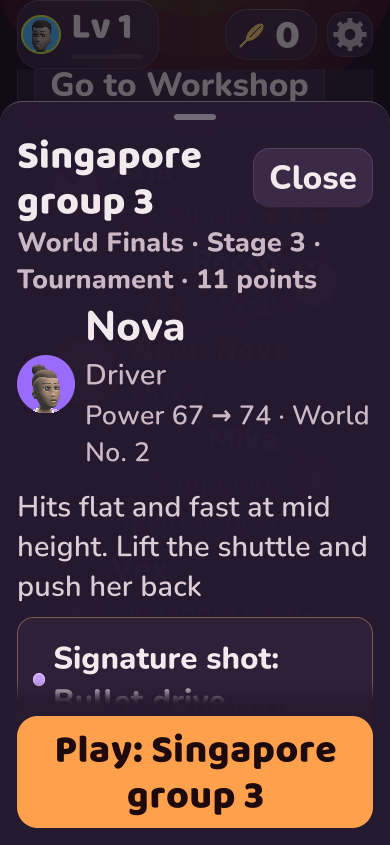 Lv 1
0
Go to Workshop
Singapore
group 3
Close
World Finals · Stage 3 ·
Tournament · 11 points
Nova
Driver
Power 67 → 74 · World
No. 2
Hits flat and fast at mid
height. Lift the shuttle and
push her back
Signature shot:
Bullet drive
Play: Singapore
group 3